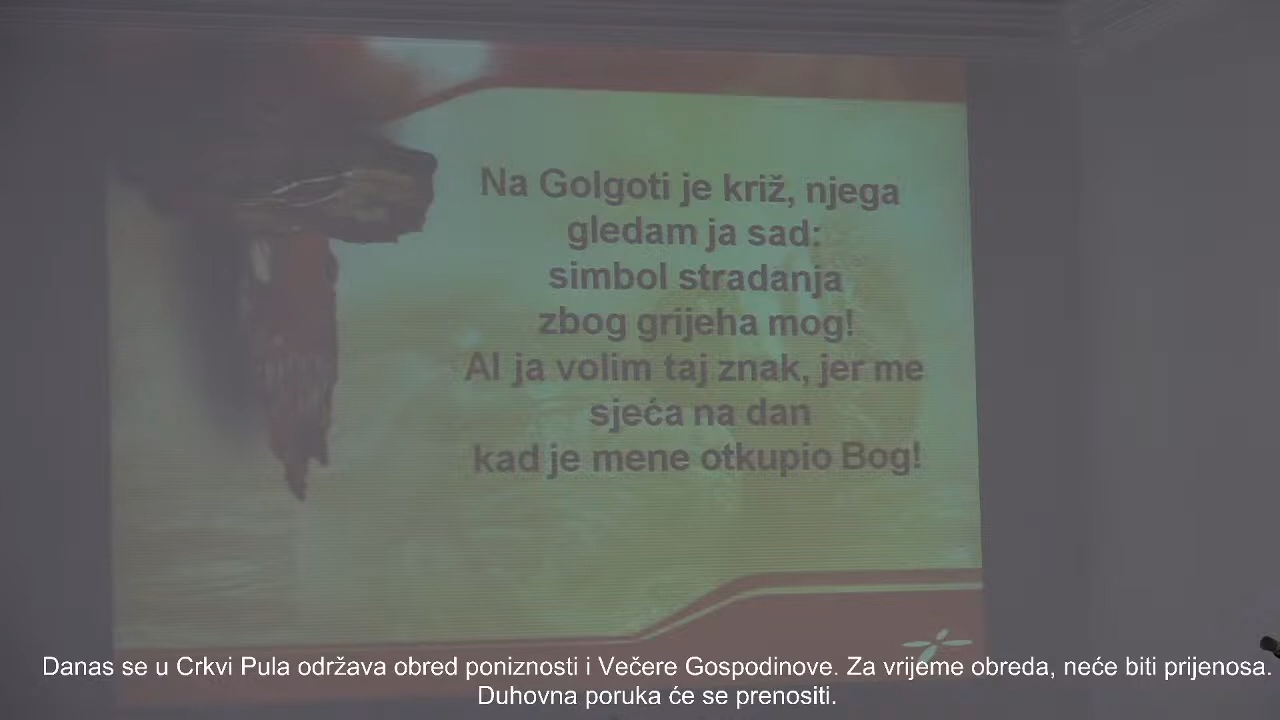 Na Golgoti je križ, njega
gledam ja sad:
simbol stradanja
zbog grijeha mog!
Al ja volim taj znak, jer me
sjeća na dan
kad je mene otkupio Bog!
Danas se u Crkvi Pula održava obred poniznosti i Večere Gospodinove. Za vrijeme obreda, neće biti prijenosa.
Duhovna poruka će se prenositi.